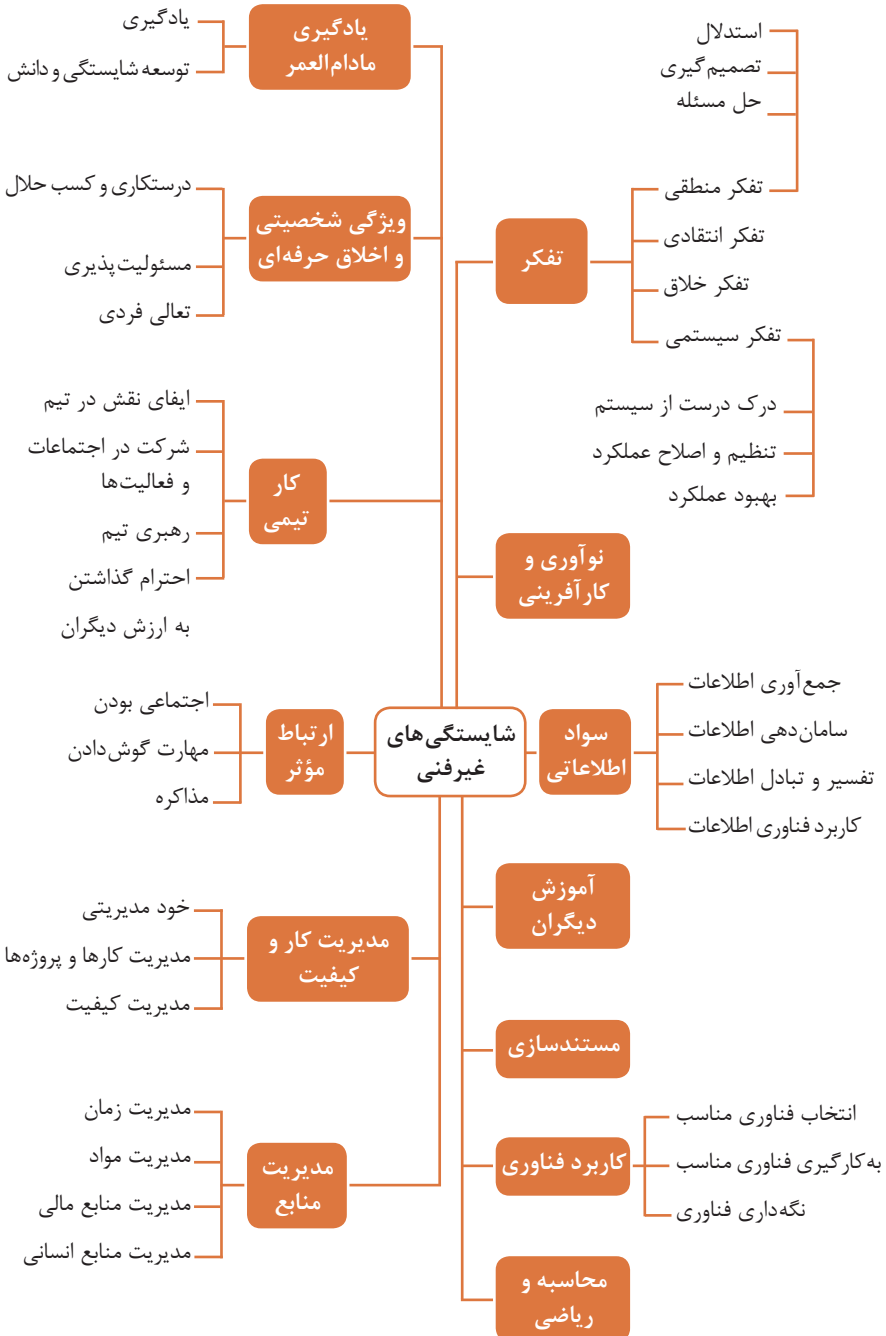 شایستگی‌های
غیرفنی
تفکر
تفکر منطقی
استدلال
تصمیم‌گیری
حل مسئله
تفکر انتقادی
تفکر خلاق
تفکر سیستمی
درک درست از سیستم
تنظیم و اصلاح عملکرد
بهبود عملکرد
نوآوری و
کارآفرینی
سواد
اطلاعاتی
جمع‌آوری اطلاعات
سامان‌دهی اطلاعات
تفسیر و تبادل اطلاعات
کاربرد فناوری اطلاعات
آموزش
دیگران
مستندسازی
کاربرد فناوری
انتخاب فناوری مناسب
به‌کارگیری فناوری مناسب
نگه‌داری فناوری
محاسبه و
ریاضی
یادگیری
مادام‌العمر
یادگیری
توسعه شایستگی و دانش
ویژگی شخصیتی
و اخلاق حرفه‌ای
درستکاری و کسب حلال
مسئولیت‌پذیری
تعالی فردی
کار
تیمی
ایفای نقش در تیم
شرکت در اجتماعات
و فعالیت‌ها
رهبری تیم
احترام گذاشتن
به ارزش دیگران
ارتباط
مؤثر
اجتماعی بودن
مهارت گوش‌دادن
مذاکره
مدیریت کار و
کیفیت
خود مدیریتی
مدیریت کارها و پروژه‌ها
مدیریت کیفیت
مدیریت
منابع
مدیریت زمان
مدیریت مواد
مدیریت منابع مالی
مدیریت منابع انسانی